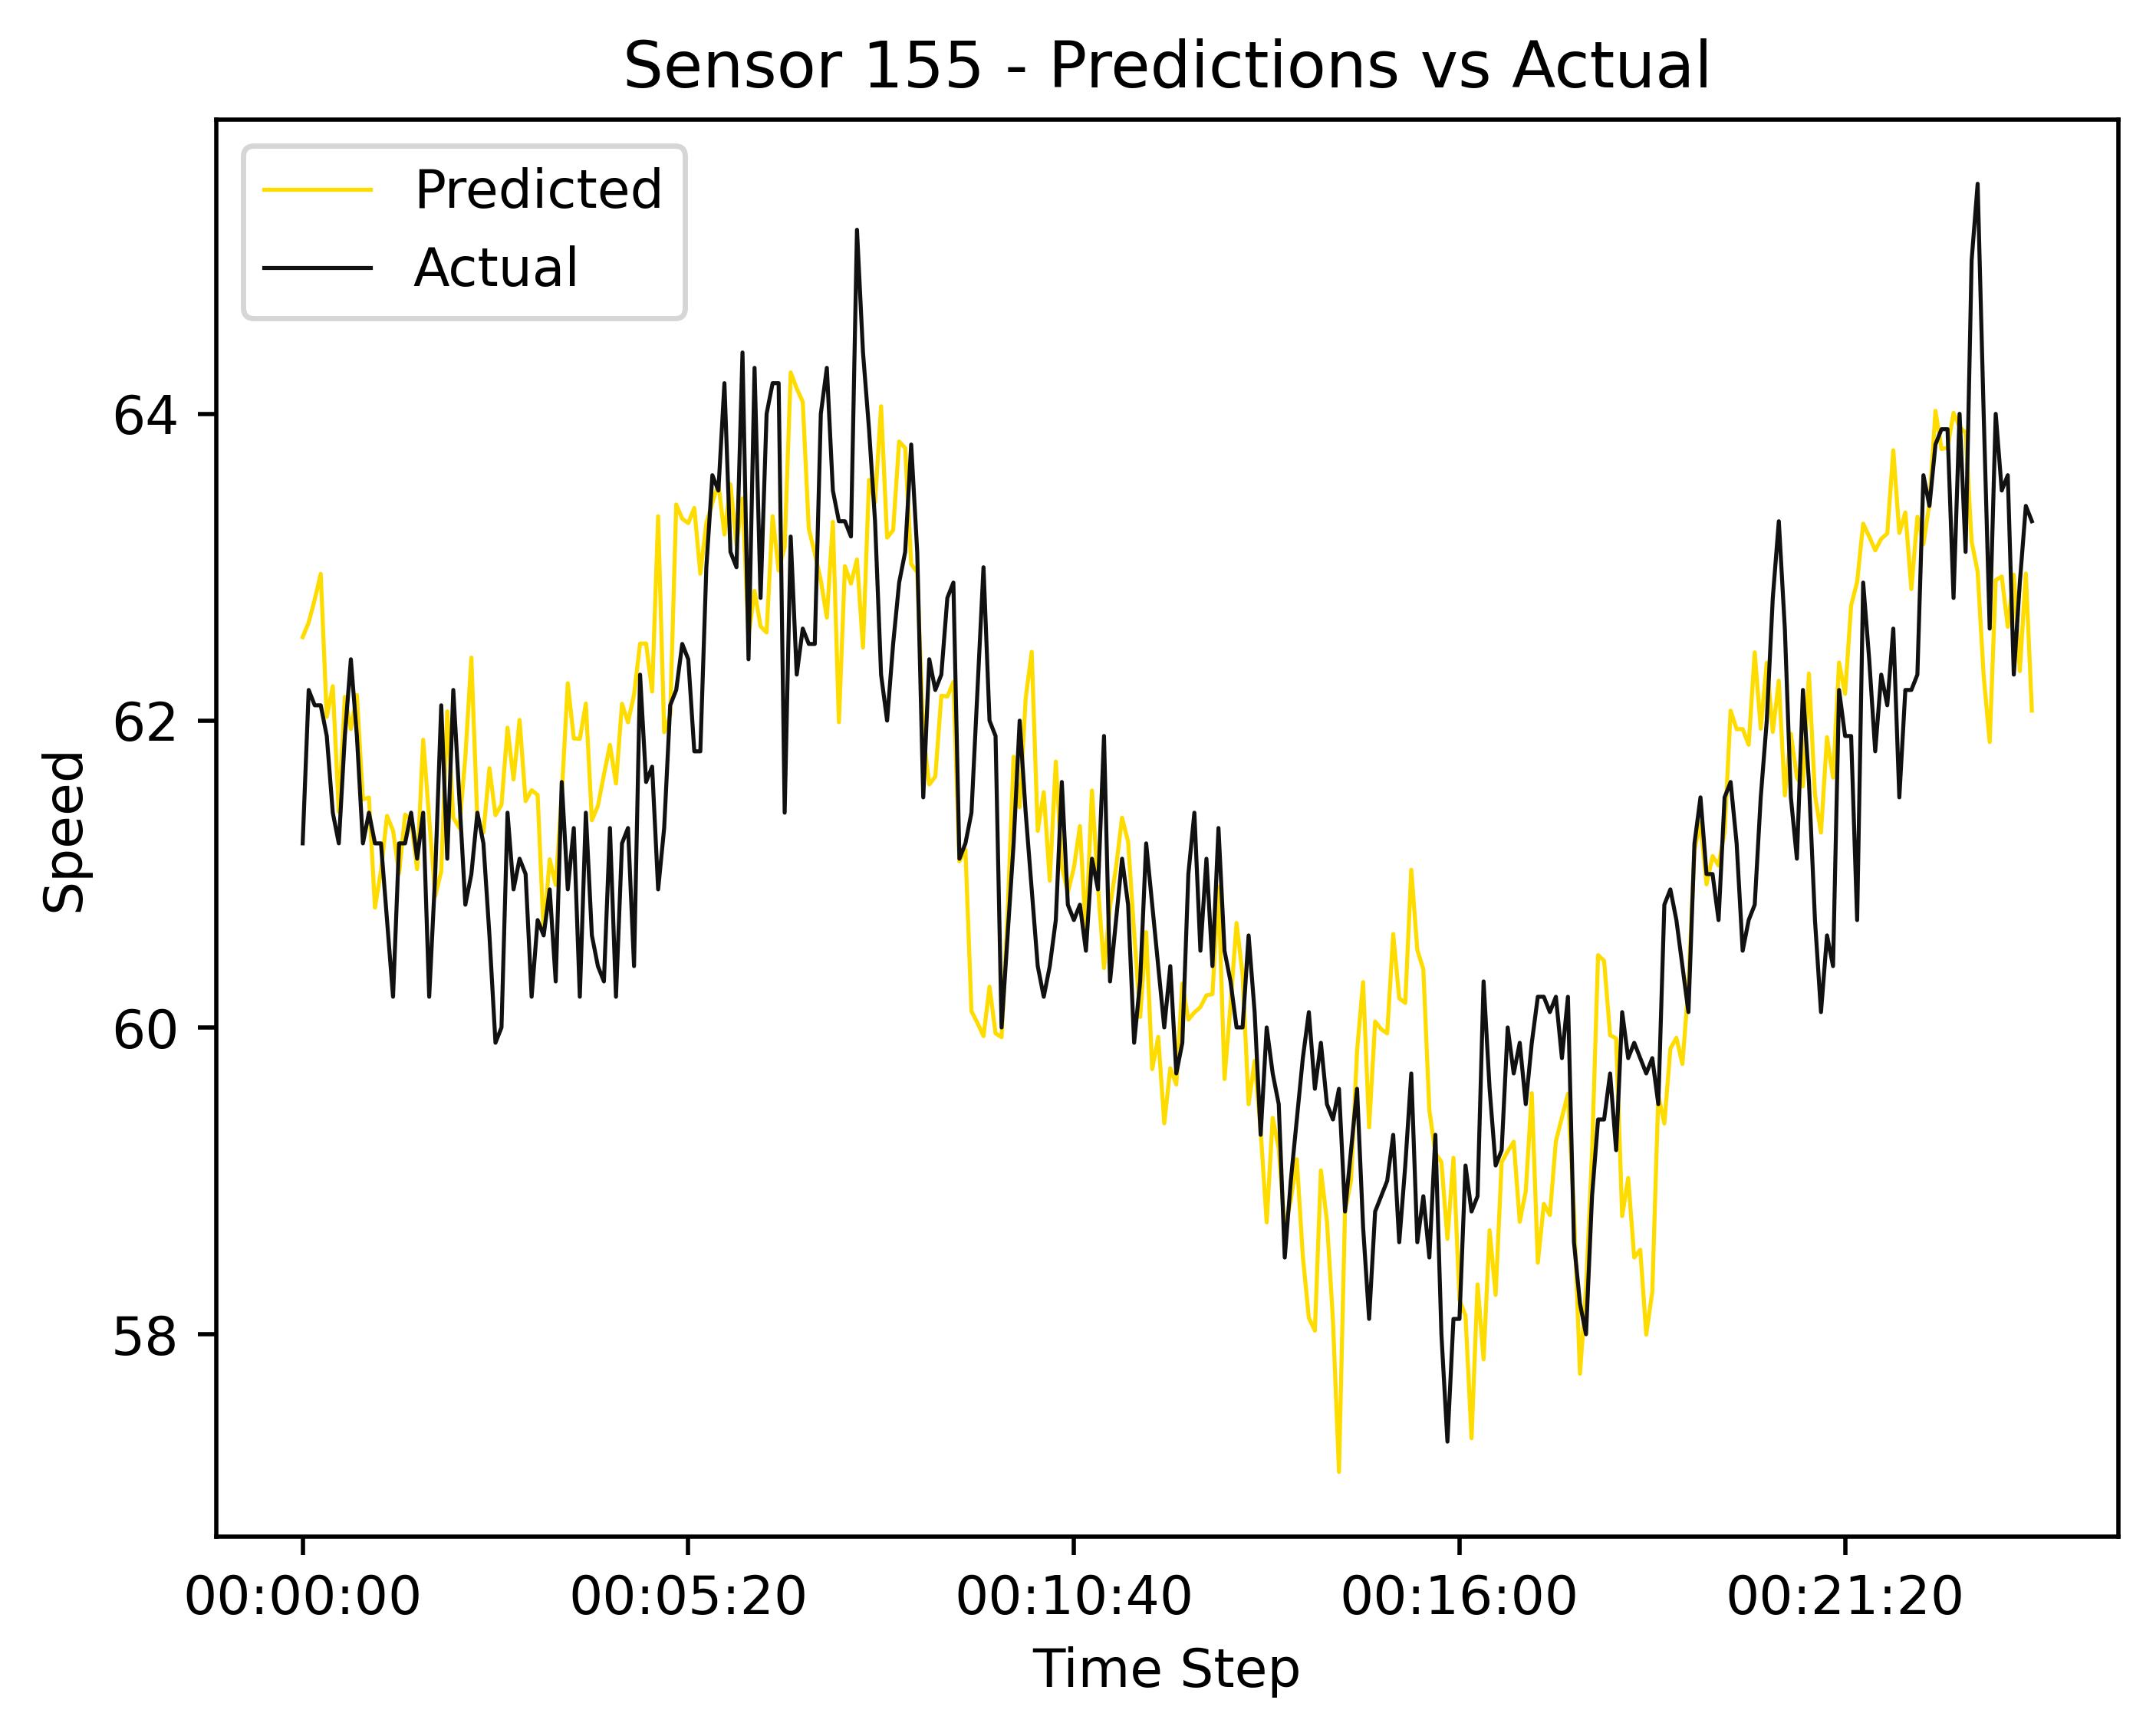 Sensor 155 - Predictions vs Actual
Predicted
Actual
64
62
60
58
Speed
00:00:00 00:05:20 00:10:40 00:16:00 00:21:20
Time Step